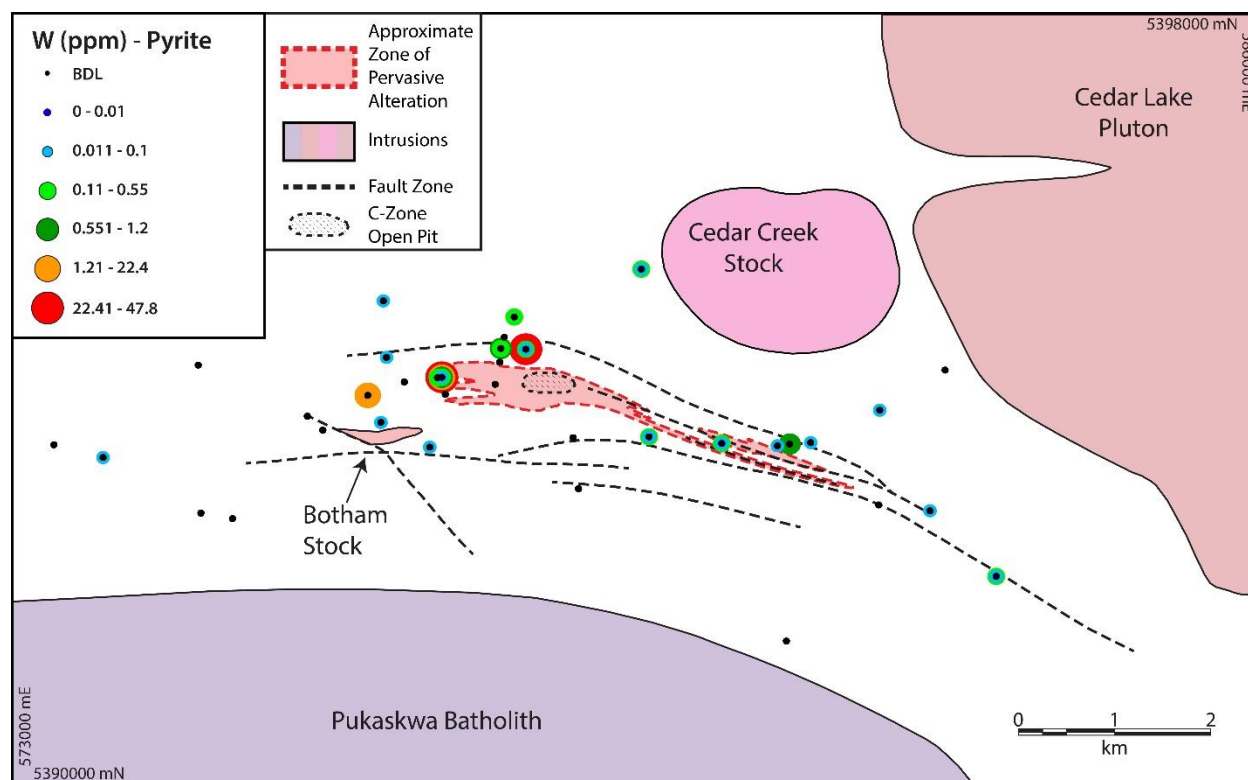 W (ppm) - Pyrite
BDL
0 - 0.01
0.011 - 0.1
0.11 - 0.55
0.551 - 1.2
1.21 - 22.4
22.41 - 47.8
Approximate
Zone of
Pervasive
Alteration
Intrusions
Fault Zone
C-Zone
Open Pit
5398000 mN
586000 mE
Cedar Lake
Pluton
Cedar Creek
Stock
Botham
Stock
Pukaskwa Batholith
573000 mE
5390000 mN
0 1 2
km